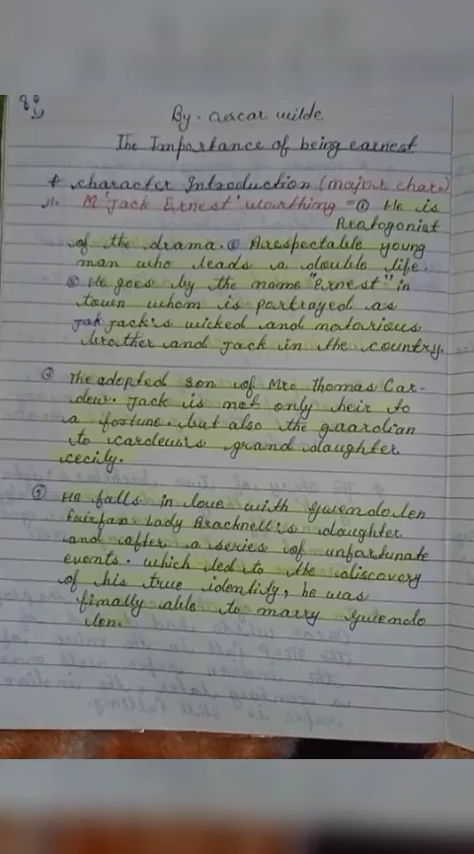 By. oscar wilde
The Importance of being earnest
* character Introduction (major chars)
1. M'Jack Ernest' worthing = ① He is
Protogonist
of the drama. ② A respectable young
man who leads a double life.
③ He goes by the name "Ernest" in
town whom is portrayed as
jak jack's wicked and notorious
brother and jack in the country.
④ The adopted son of Mr. Thomas Car-
dew. Jack is not only heir to
a fortune. but also the guardian
to cardew's grand daughter
cecily.
⑤ He falls in love with gwendolen
fairfax lady Bracknell's daughter
and after a series of unfortunate
events. which led to the discovery
of his true identity, he was
finally able to marry gwendo
len.